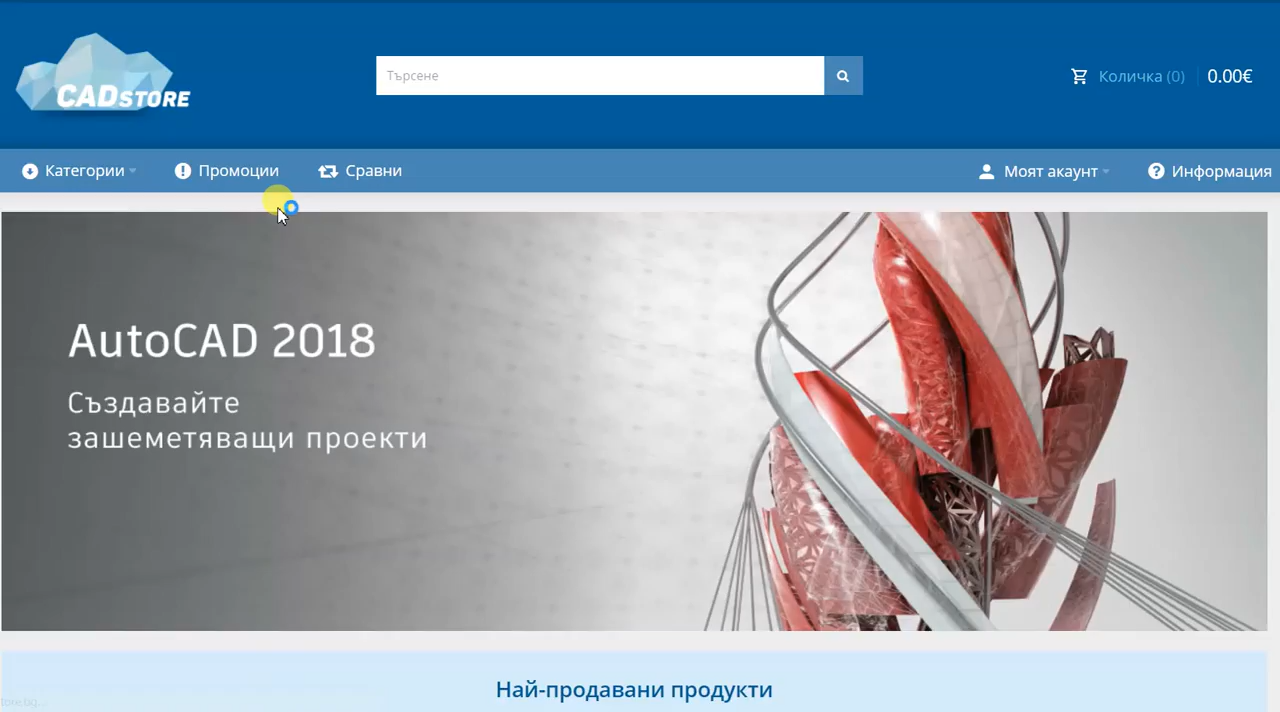 CADSTORE
Търсене
Количка (0) 0.00€
Категории
Промоции
Сравни
Моят акаунт
Информация
AutoCAD 2018
Създавайте
зашеметяващи проекти
Най-продавани продукти